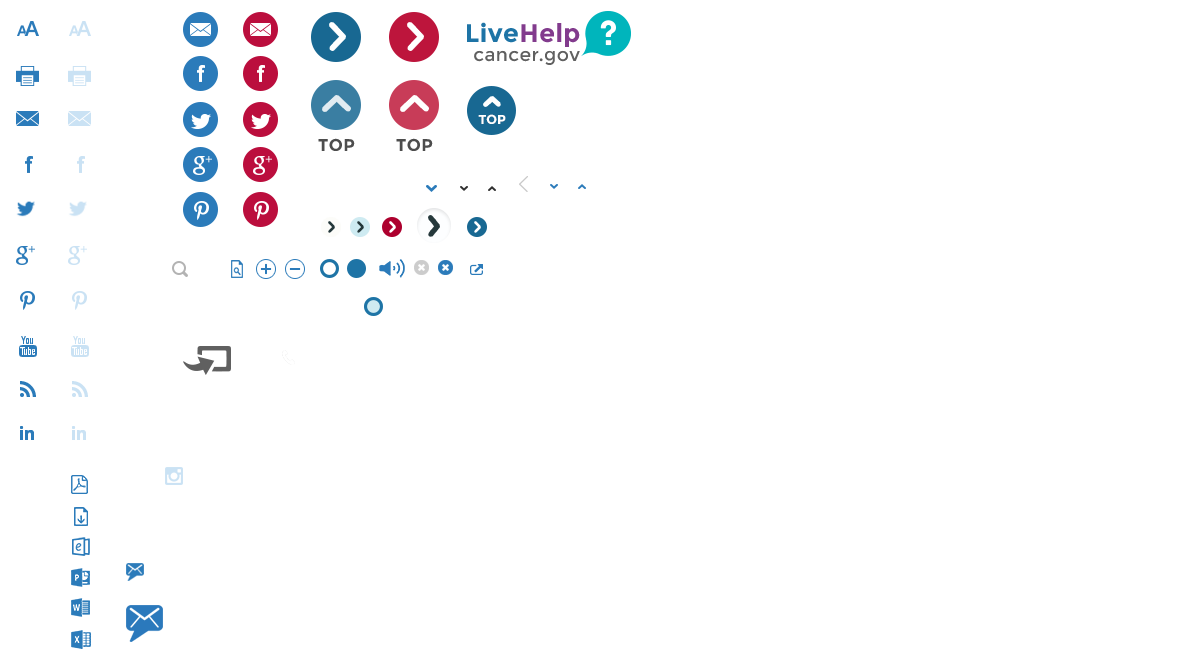 AA AA
LiveHelp ?
cancer.gov
f f
TOP
TOP TOP
f f
g+ g+
g+ g+
You You
Tube Tube
in in
e
P
W
X